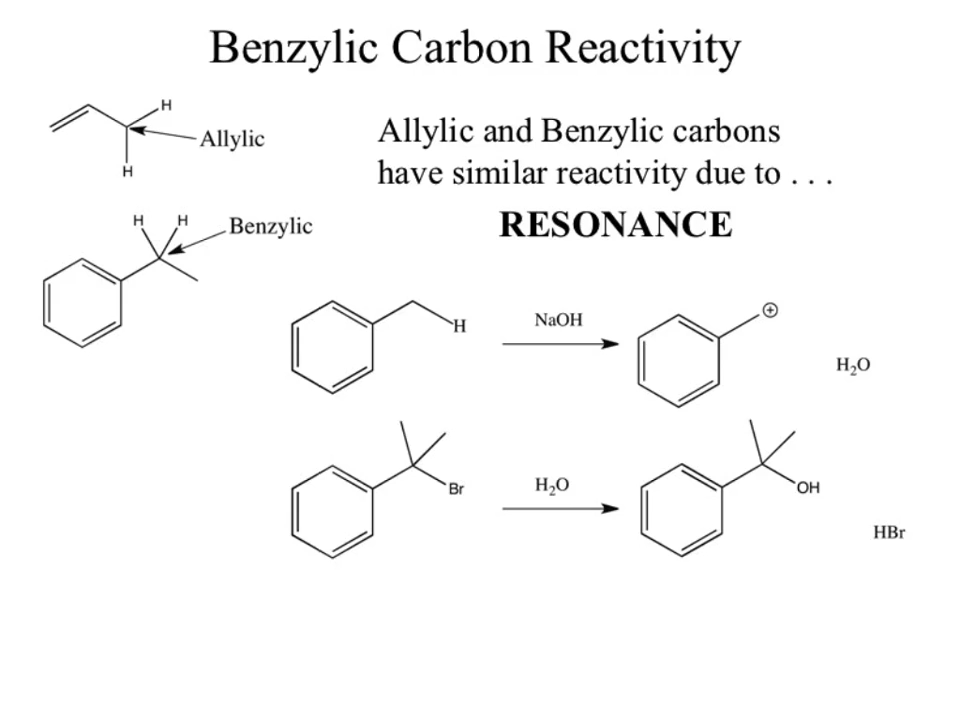 Benzylic Carbon Reactivity
H
Allylic
H
Allylic and Benzylic carbons
have similar reactivity due to . . .
RESONANCE
H H
Benzylic
H
NaOH
⊕
H₂O
Br
H₂O
OH
HBr